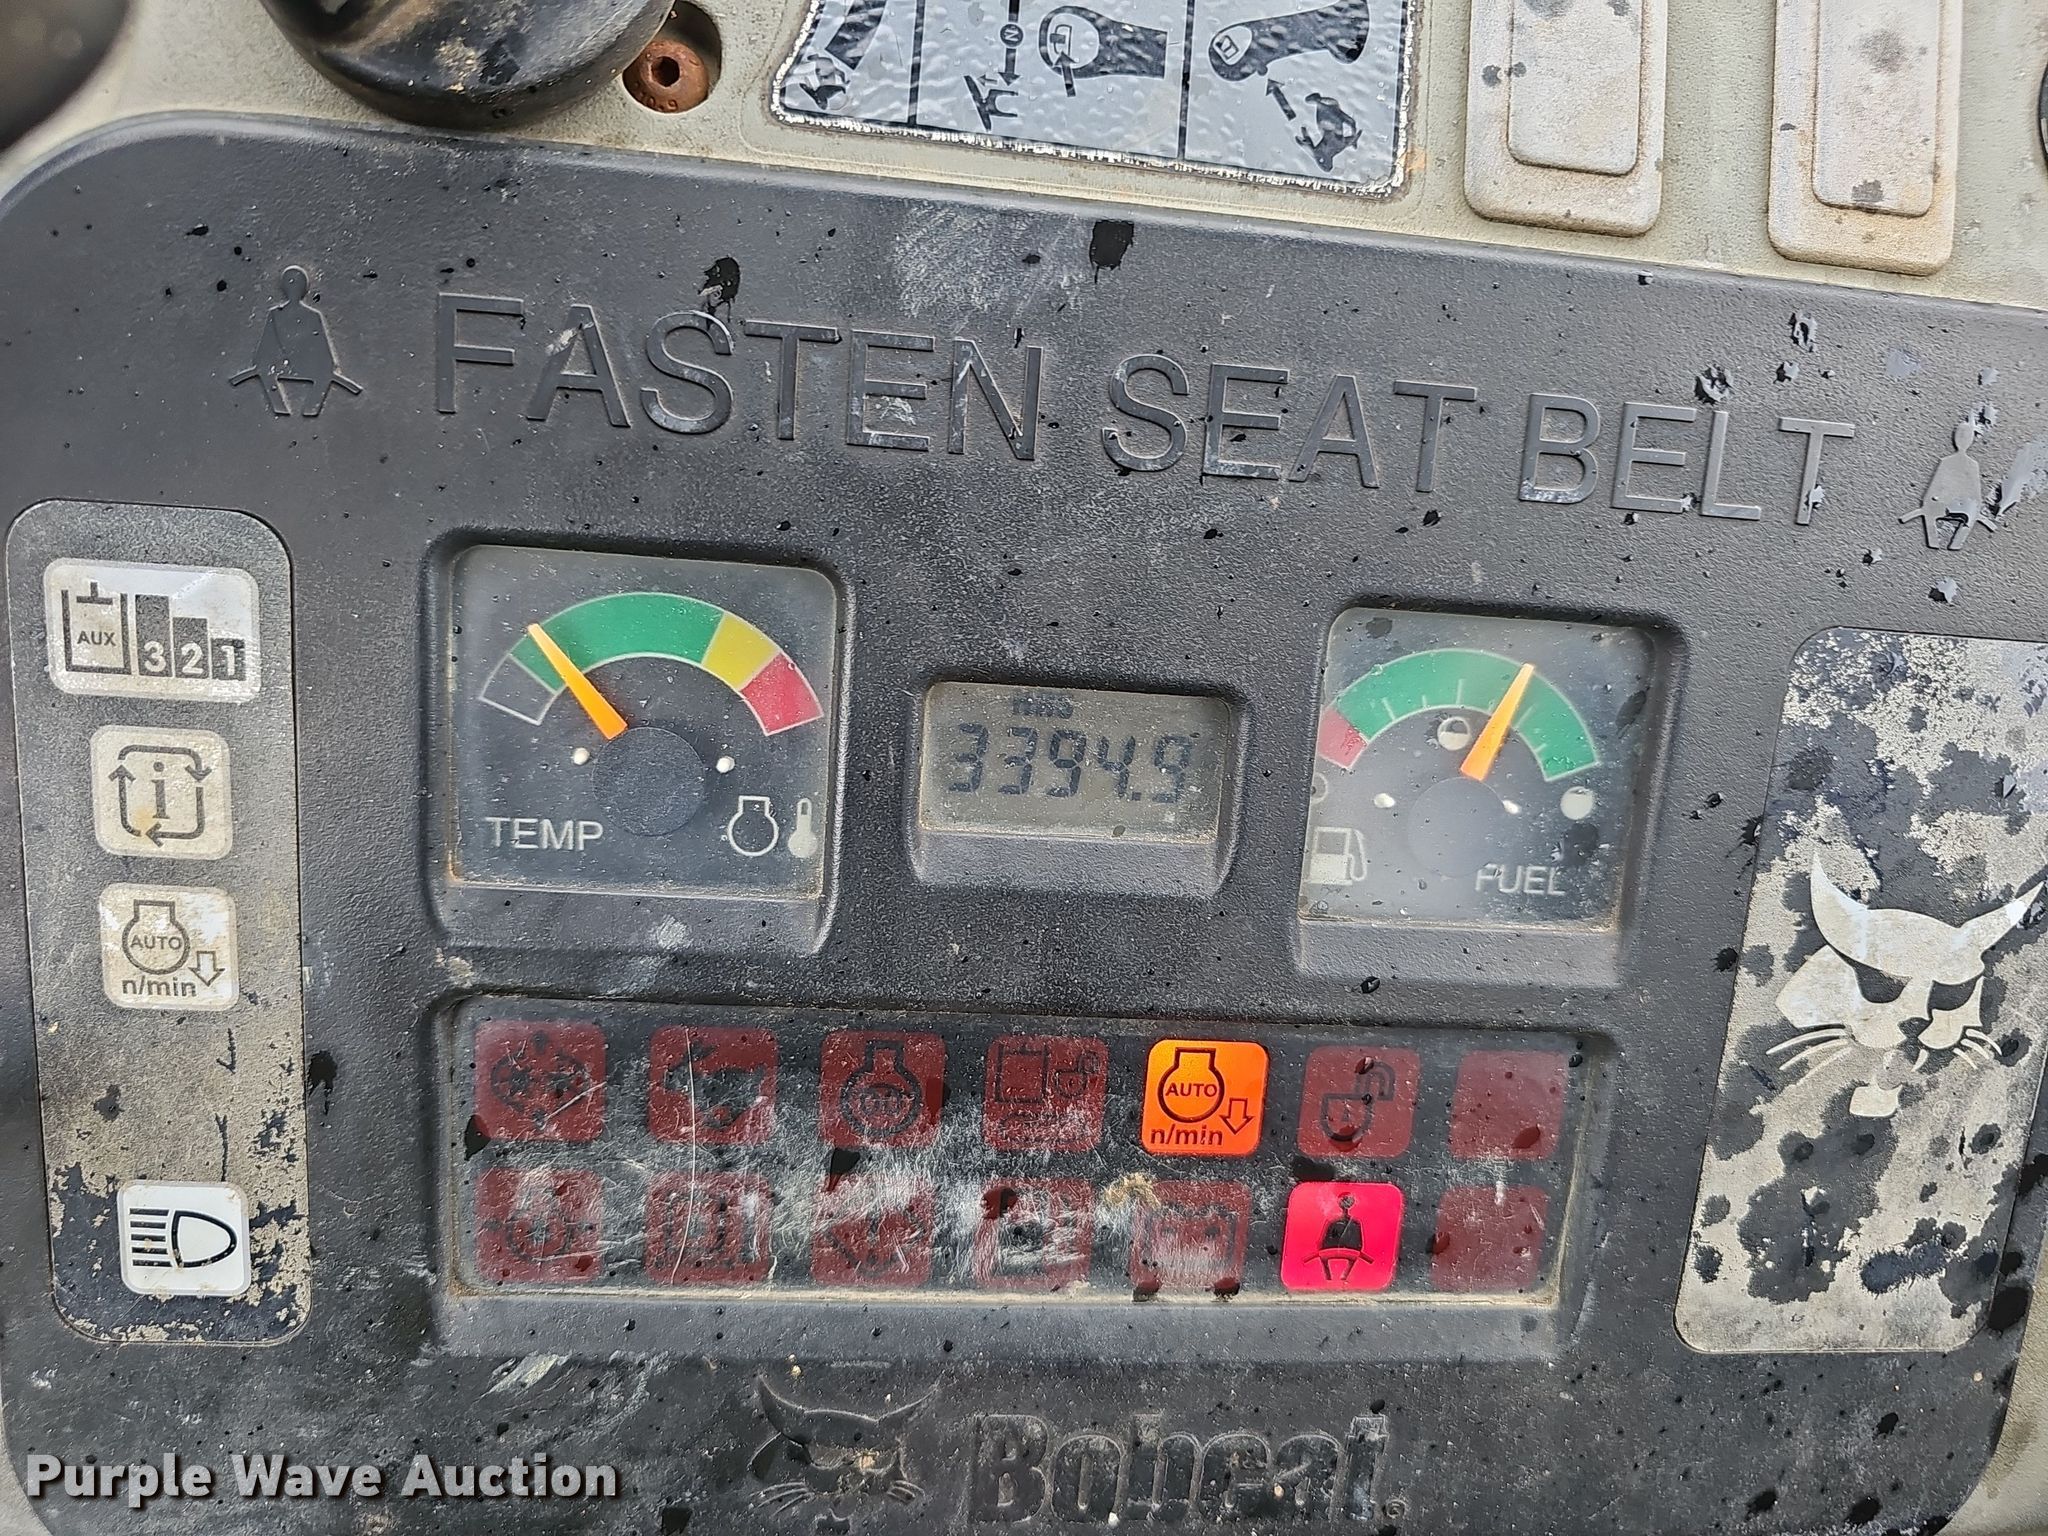 N
FASTEN SEAT BELT
AUX
3 2 1
i
AUTO
n/min
TEMP
HRS
3394.9
FUEL
AUTO
n/min
Bobcat®
Purple Wave Auction